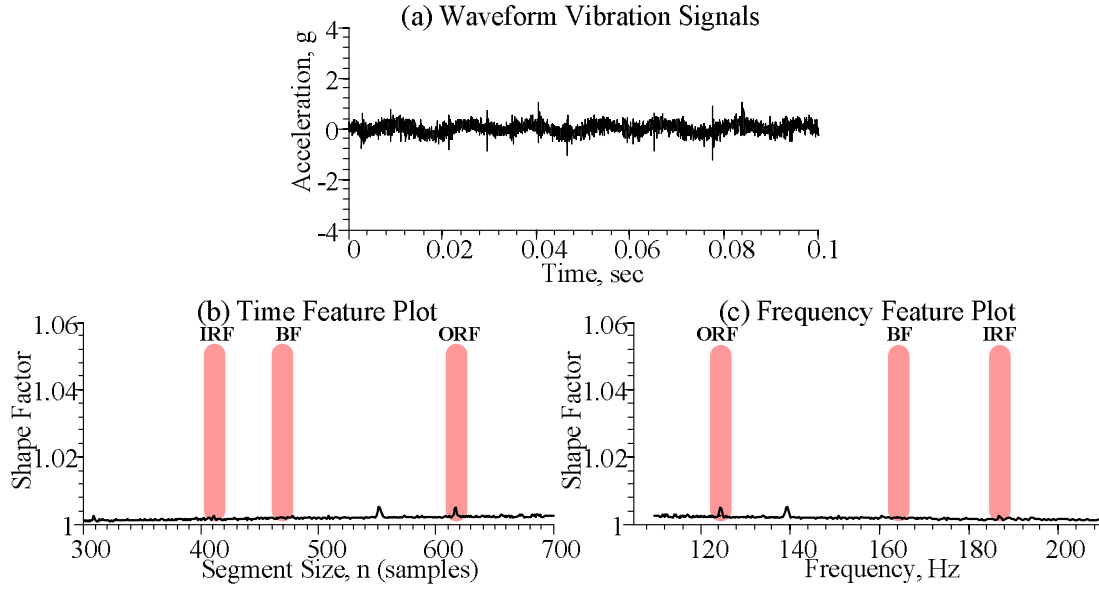 (a) Waveform Vibration Signals
4
2
0
-2
-4
Acceleration, g
0 0.02 0.04 0.06 0.08 0.1
Time, sec
(b) Time Feature Plot
IRF BF ORF
1.06
1.04
1.02
1
Shape Factor
300 400 500 600 700
Segment Size, n (samples)
(c) Frequency Feature Plot
ORF BF IRF
1.06
1.04
1.02
1
Shape Factor
120 140 160 180 200
Frequency, Hz